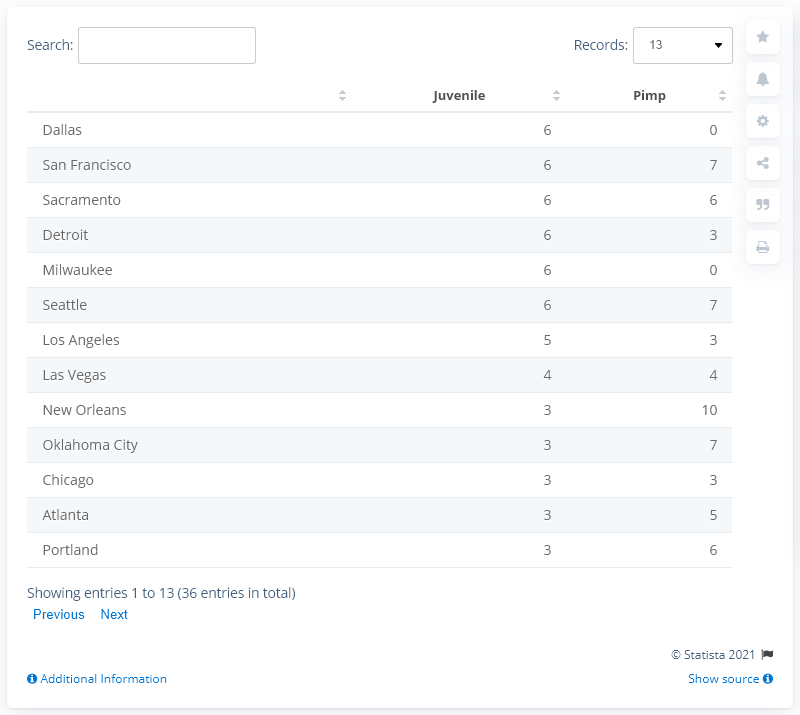 Search: Records: 13
Juvenile Pimp
Dallas 6 0
San Francisco 6 7
Sacramento 6 6
Detroit 6 3
Milwaukee 6 0
Seattle 6 7
Los Angeles 5 3
Las Vegas 4 4
New Orleans 3 10
Oklahoma City 3 7
Chicago 3 3
Atlanta 3 5
Portland 3 6
Showing entries 1 to 13 (36 entries in total)
Previous Next
© Statista 2021
Additional Information Show source